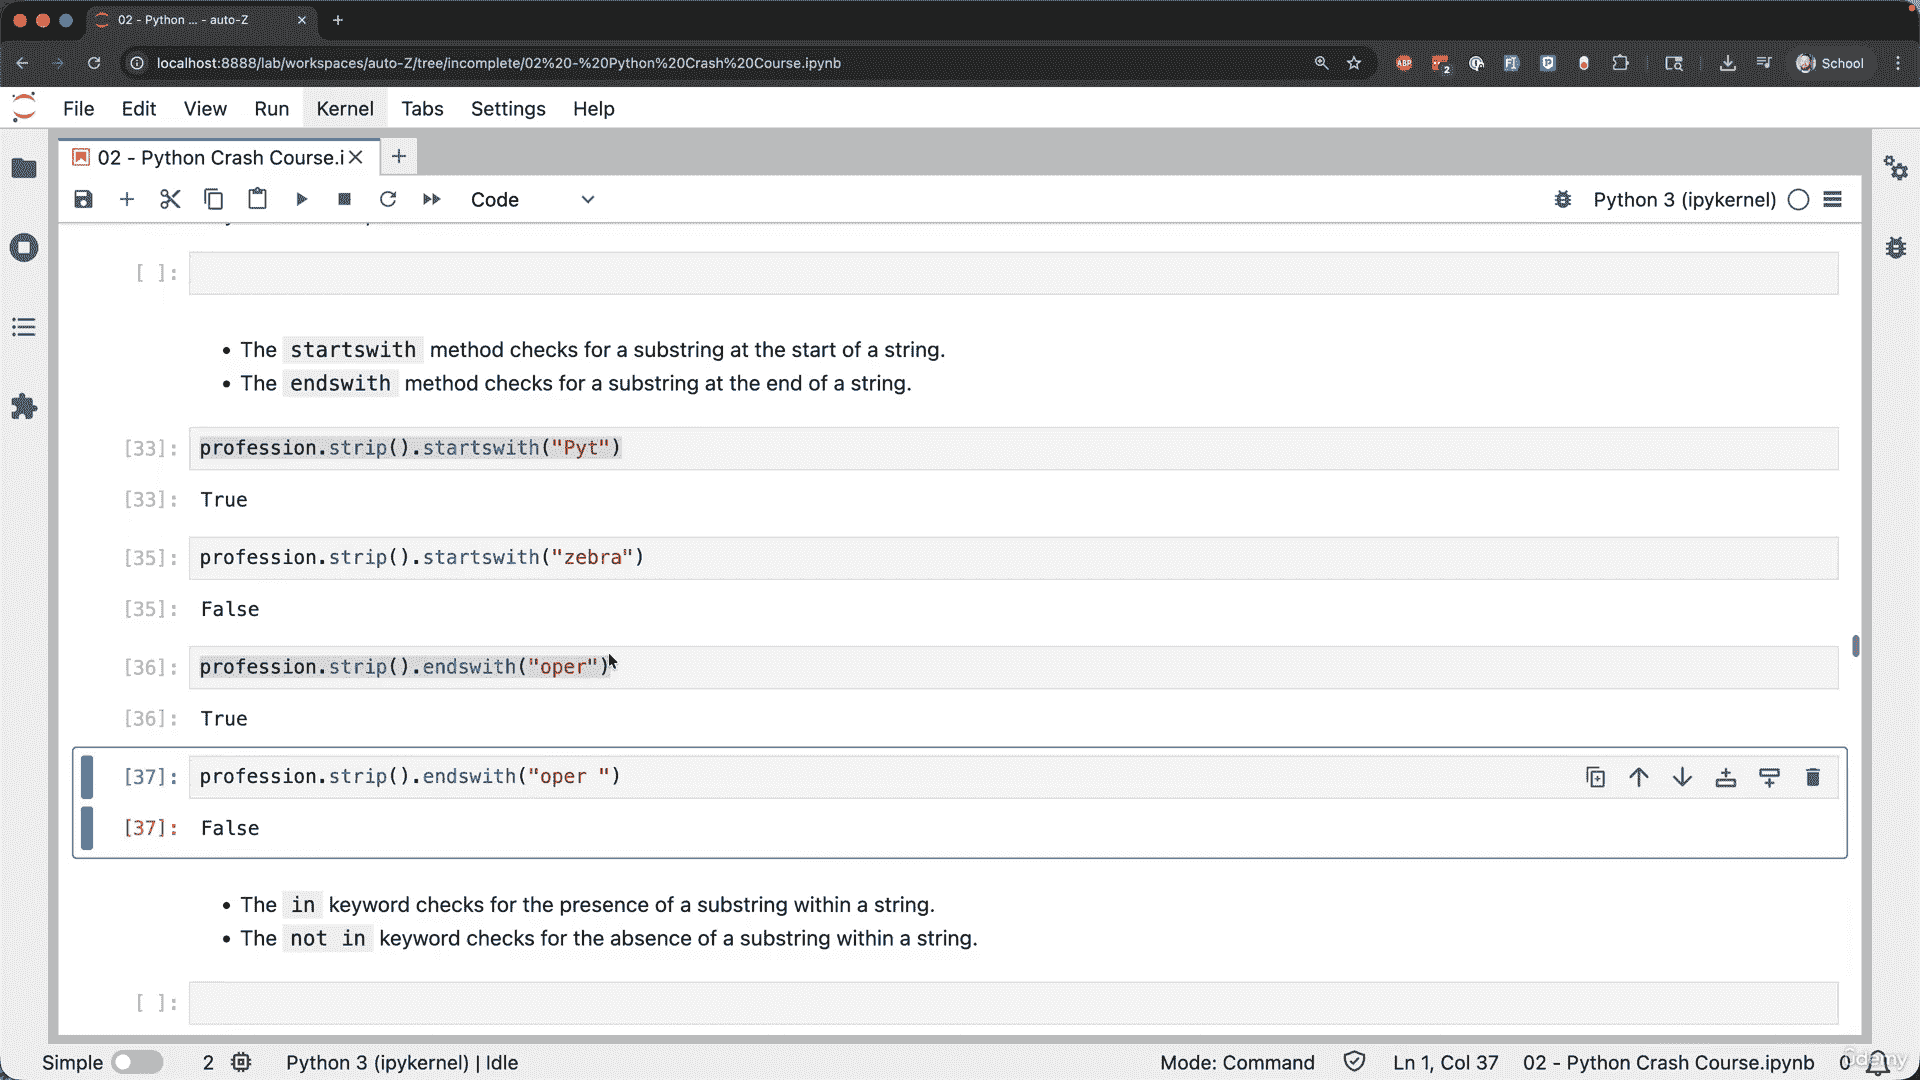 02 - Python ... - auto-Z
localhost:8888/lab/workspaces/auto-Z/tree/incomplete/02%20-%20Python%20Crash%20Course.ipynb
ABP
2
School
File Edit View Run Kernel Tabs Settings Help
02 - Python Crash Course.i
Code
Python 3 (ipykernel)
[ ]:
• The startswith method checks for a substring at the start of a string.
• The endswith method checks for a substring at the end of a string.
[33]: profession.strip().startswith("Pyt")
[33]: True
[35]: profession.strip().startswith("zebra")
[35]: False
[36]: profession.strip().endswith("oper")
[36]: True
[37]: profession.strip().endswith("oper ")
[37]: False
• The in keyword checks for the presence of a substring within a string.
• The not in keyword checks for the absence of a substring within a string.
[ ]:
Simple 2 Python 3 (ipykernel) | Idle Mode: Command Ln 1, Col 37 02 - Python Crash Course.ipynb 0
Udemy